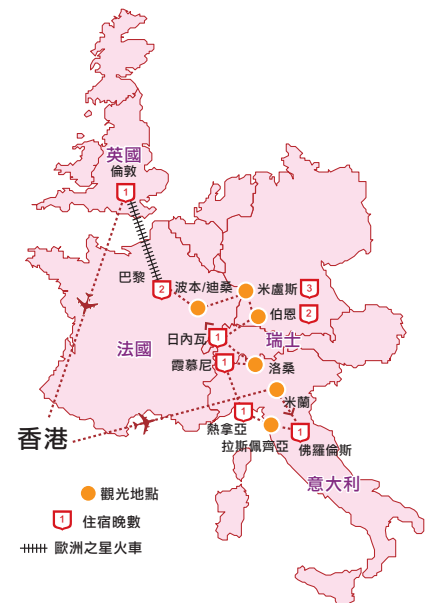 英國
倫敦
1
巴黎
2
波本/迪桑
米盧斯
3
伯恩
2
日內瓦
1
瑞士
法國
霞慕尼
1
洛桑
米蘭
香港
1
熱拿亞
1
拉斯佩齊亞
佛羅倫斯
意大利
觀光地點
1
住宿晚數
歐洲之星火車